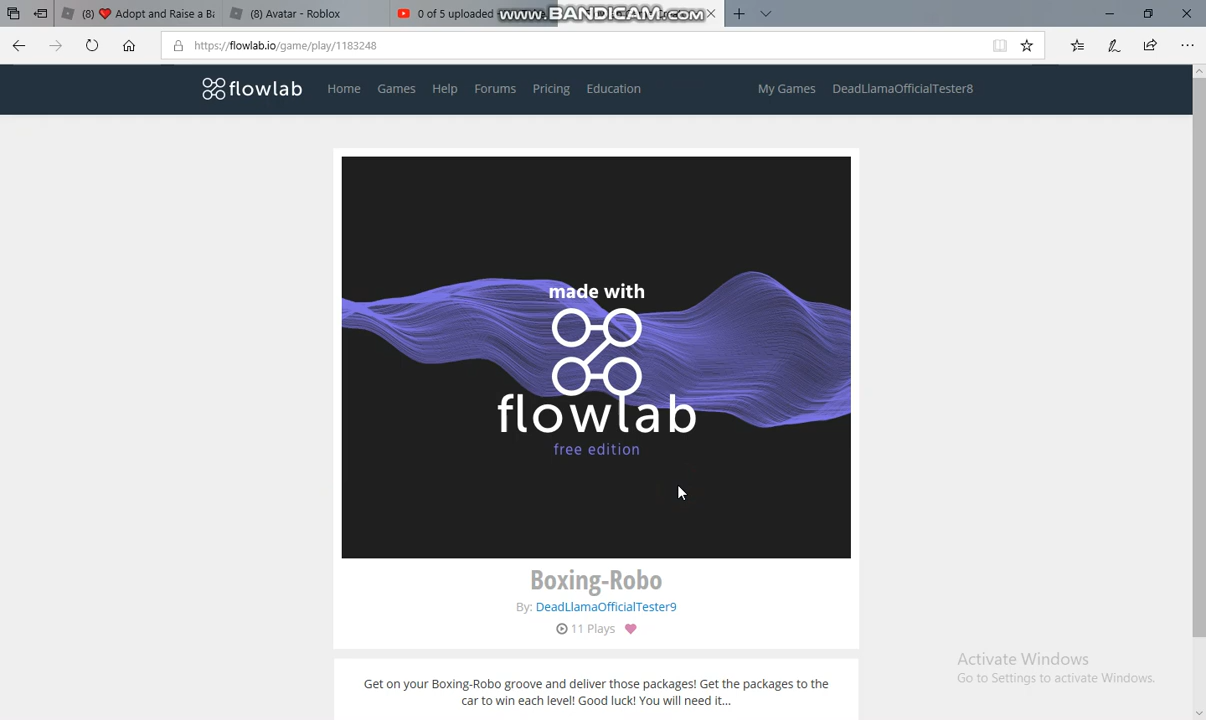 (8) ❤ Adopt and Raise a Ba
(8) Avatar - Roblox
0 of 5 uploaded
www.BANDICAM.com
https://flowlab.io/game/play/1183248
flowlab
Home
Games
Help
Forums
Pricing
Education
My Games
DeadLlamaOfficialTester8
made with
flowlab
free edition
Boxing-Robo
By: DeadLlamaOfficialTester9
11 Plays
Get on your Boxing-Robo groove and deliver those packages! Get the packages to the
car to win each level! Good luck! You will need it...
Activate Windows
Go to Settings to activate Windows.